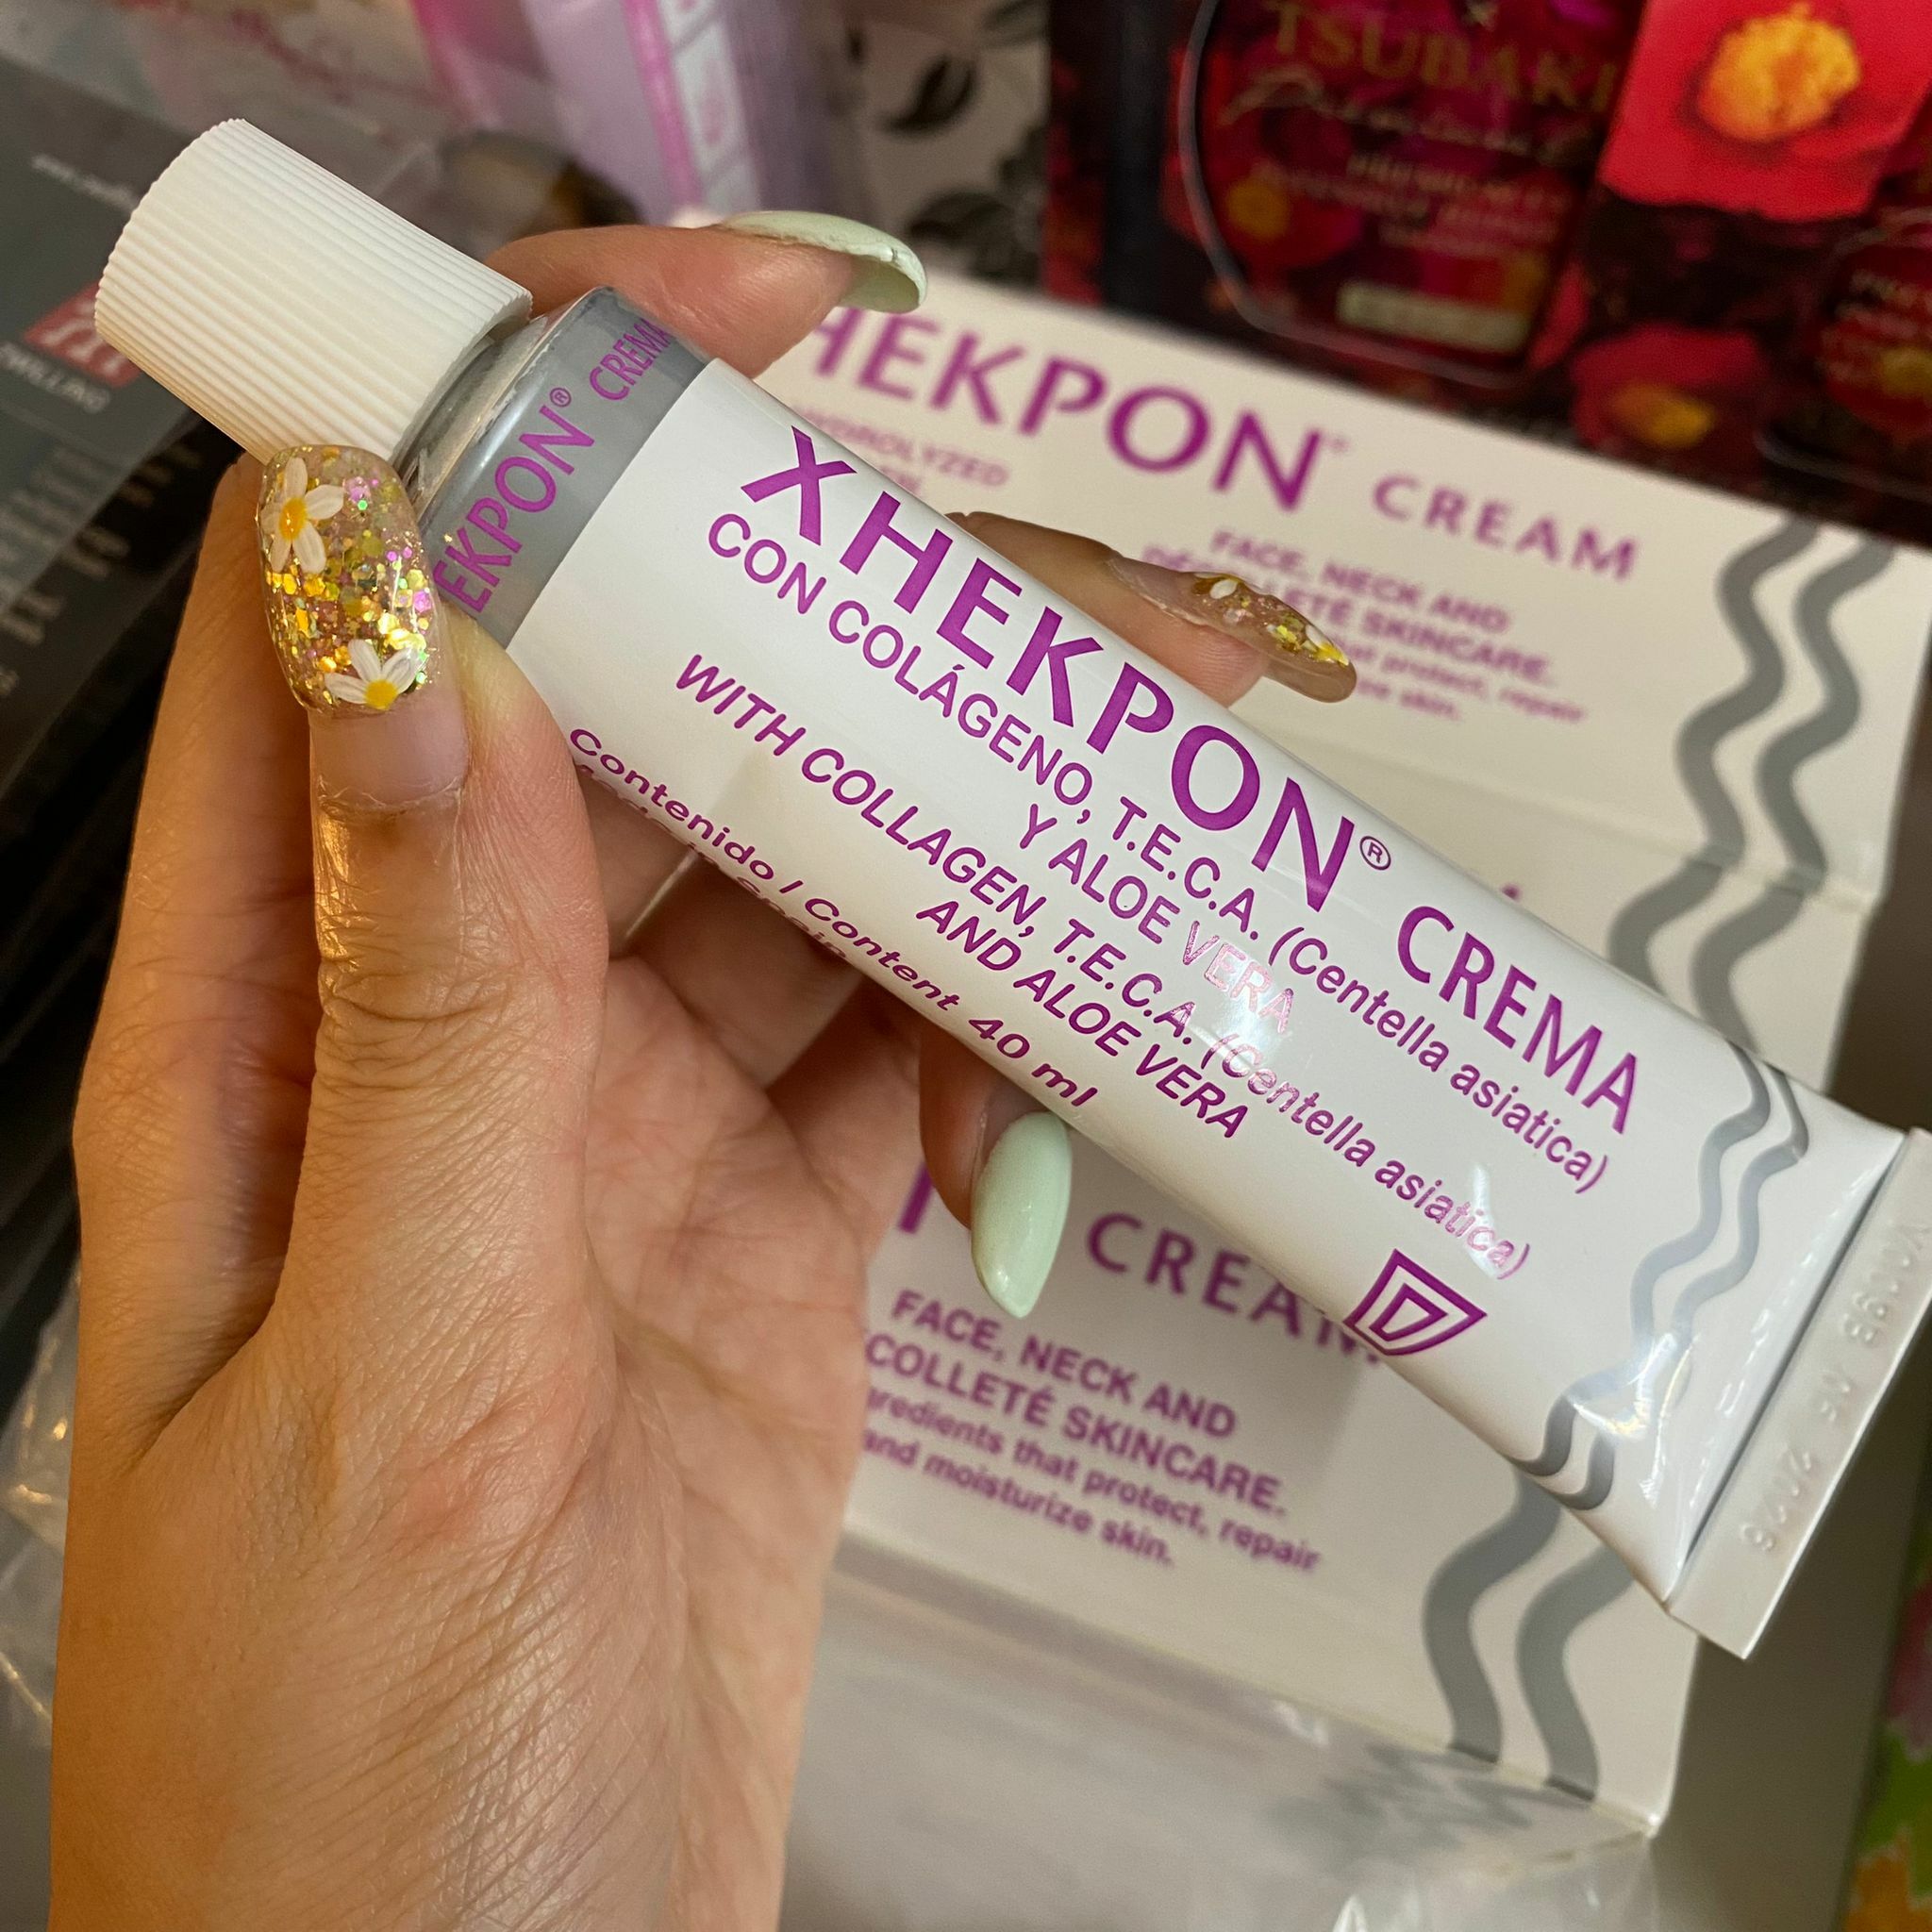 XHEKPON® CREMA
CON COLÁGENO, T.E.C.A. (Centella asiatica)
Y ALOE VERA
WITH COLLAGEN, T.E.C.A. (Centella asiatica)
AND ALOE VERA
Contenido / Content 40 ml
EKPON® CREMA
HEKPON® CREAM
HYDROLYZED
FACE, NECK AND
DÉCOLLETÉ SKINCARE.
that protect, repair
skin.
CREAM
FACE, NECK AND
COLLETÉ SKINCARE.
redients that protect, repair
and moisturize skin.
TSUBAKI
Premium